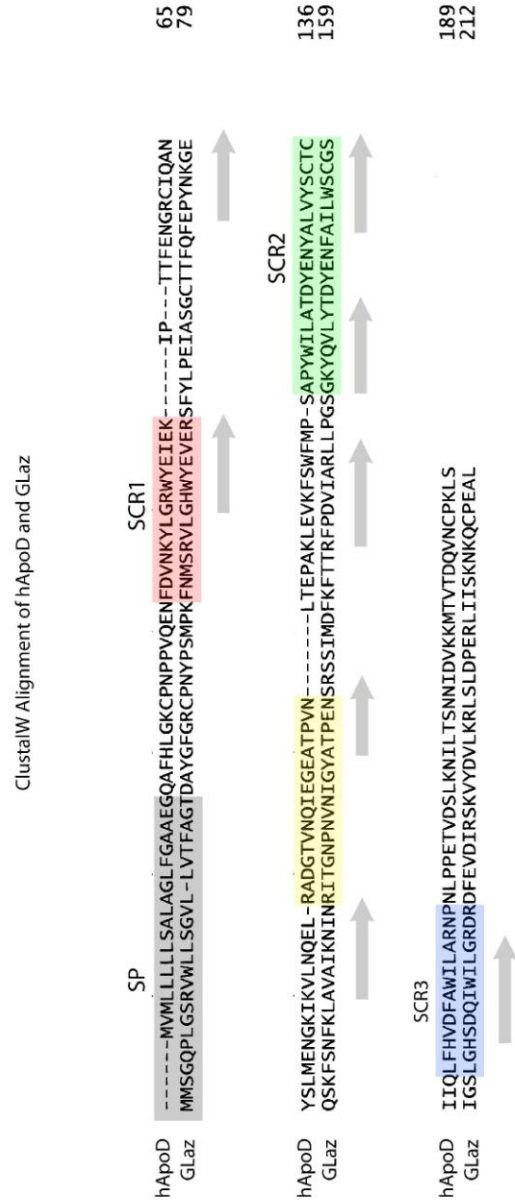 ClustalW Alignment of hApoD and GLaz
SP
SCR1
hApoD ------MVMLLLLLSALAGLFGAAEGQAFHLGKCPNPPVQENFDVNKYLGRWYEIEK------IP---TTFENGRCIQAN 65
GLaz MMSGQPLGSRVWLLSGVL-LVTFAGTDAYGFGRCPNYPSMPKFNMSRVLGHWYEVERSFYLPEIASGCTTFQFEPYNKGE 79
SCR2
hApoD YSLMENGKIKVLNQEL-RADGTVNQIEGEATPVN-------LTEPAKLEVKFSWFMP-SAPYWILATDYENYALVYSCTC 136
GLaz QSKFSNFKLAVAIKNINRITGNPNVNIGYATPENSRSSIMDFKFTTRFPDVIARLLPGSGKYQVLYTDYENFAILWSCGS 159
SCR3
hApoD IIQLFHVDFAWILARNPNLPPETVDSLKNILTSNNIDVKKMTVTDQVNCPKLS 189
GLaz IGSLGHSDQIWILGRDRDFEVDIRSKVYDVLKRLSLDPERLIISKNKQCPEAL 212